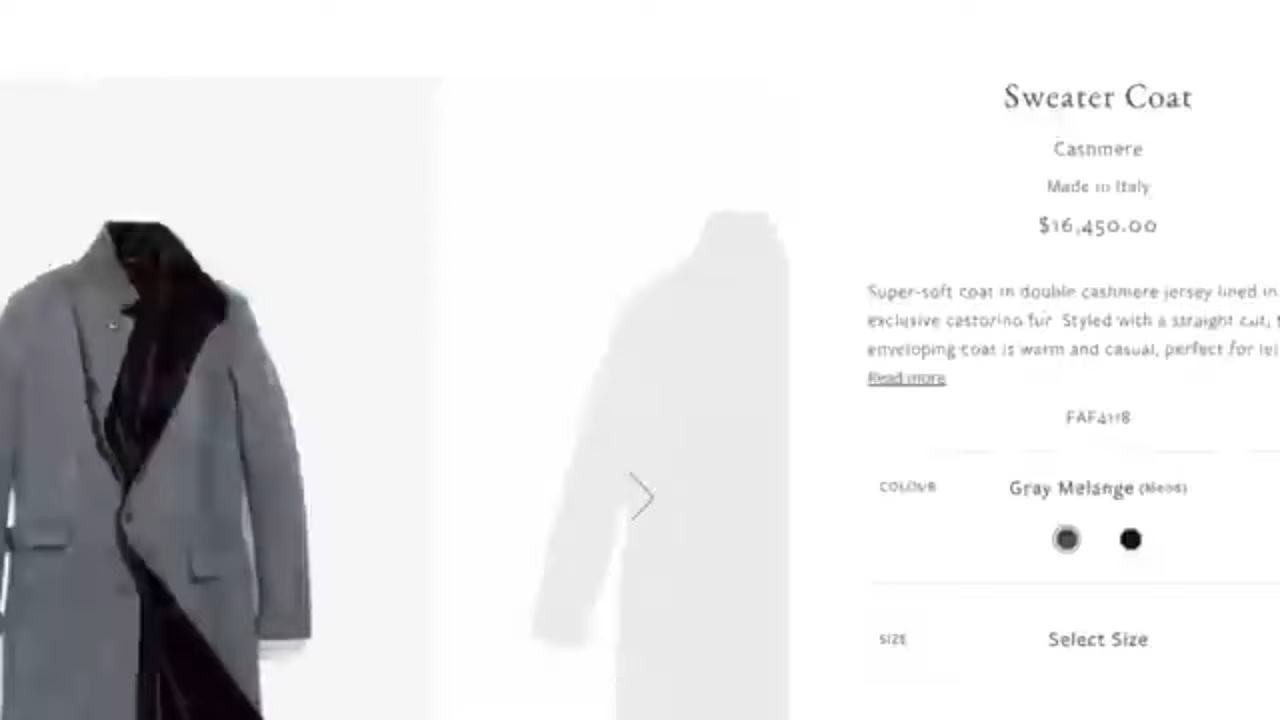 Sweater Coat
Cashmere
Made in Italy
$16,450.00
Super-soft coat in double cashmere jersey lined in
exclusive castorino fur. Styled with a straight cut,
enveloping coat is warm and casual, perfect for
Read more
FAF4118
COLOUR
Gray Melange
SIZE
Select Size